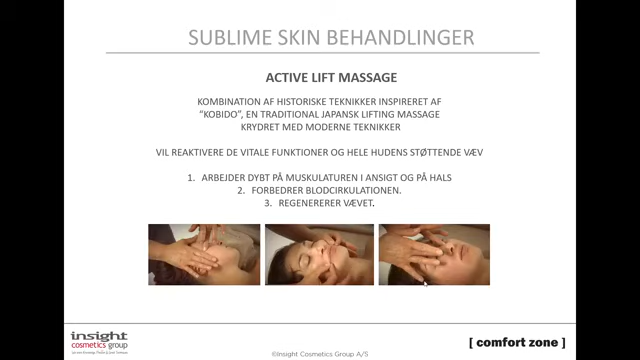 SUBLIME SKIN BEHANDLINGER
ACTIVE LIFT MASSAGE
KOMBINATION AF HISTORISKE TEKNIKKER INSPIRERET AF
“KOBIDO”, EN TRADITIONAL JAPANSK LIFTING MASSAGE
KRYDRET MED MODERNE TEKNIKKER
VIL REAKTIVERE DE VITALE FUNKTIONER OG HELE HUDENS STØTTENDE VÆV
1. ARBEJDER DYBT PÅ MUSKULATUREN I ANSIGT OG PÅ HALS
2. FORBEDRER BLODCIRKULATIONEN.
3. REGENERERER VÆVET.
insight
cosmetics group
[ comfort zone ]
©Insight Cosmetics Group A/S